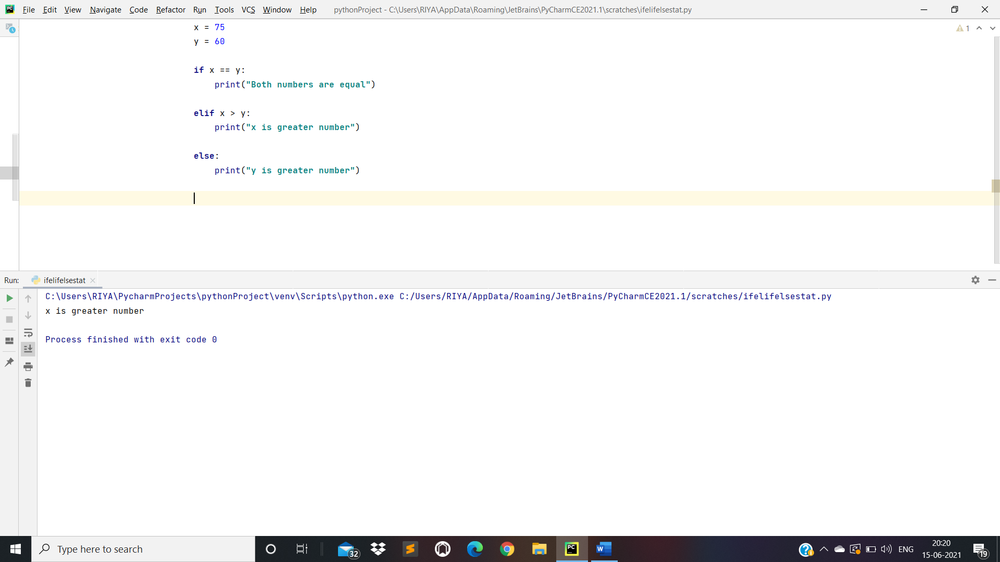 PC File Edit View Navigate Code Refactor Run Tools VCS Window Help pythonProject - C:\Users\RIYA\AppData\Roaming\JetBrains\PyCharmCE2021.1\scratches\ifelifelsestat.py
x = 75
1
y = 60
if x == y:
    print("Both numbers are equal")
elif x > y:
    print("x is greater number")
else:
    print("y is greater number")
Run: ifelifelsestat
C:\Users\RIYA\PycharmProjects\pythonProject\venv\Scripts\python.exe C:/Users/RIYA/AppData/Roaming/JetBrains/PyCharmCE2021.1/scratches/ifelifelsestat.py
x is greater number
Process finished with exit code 0
Type here to search
32
PC
W
ENG
20:20
15-06-2021
19